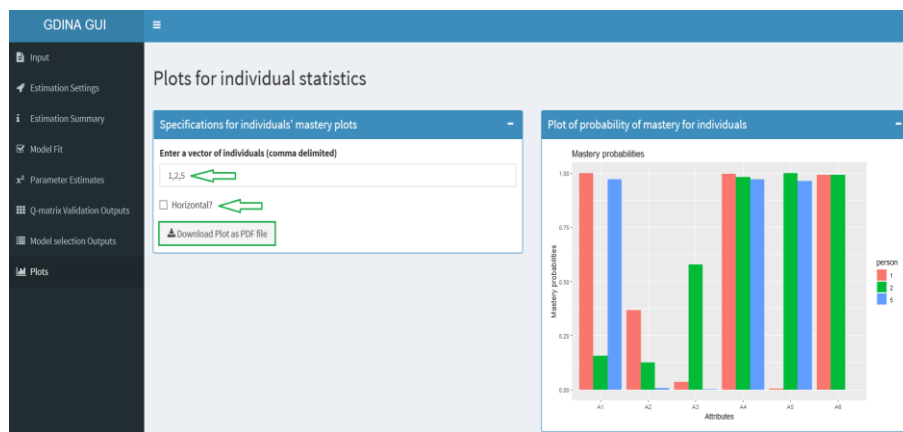 GDINA GUI
Input
Estimation Settings
Estimation Summary
Model Fit
Parameter Estimates
Q-matrix Validation Outputs
Model selection Outputs
Plots
Plots for individual statistics
Specifications for individuals' mastery plots
Enter a vector of individuals (comma delimited)
1,2,5
Horizontal?
Download Plot as PDF file
Plot of probability of mastery for individuals
Mastery probabilities
Mastery probabilities
1.00
0.75
0.50
0.25
0.00
A1 A2 A3 A4 A5 A6
Attributes
person
1
2
5